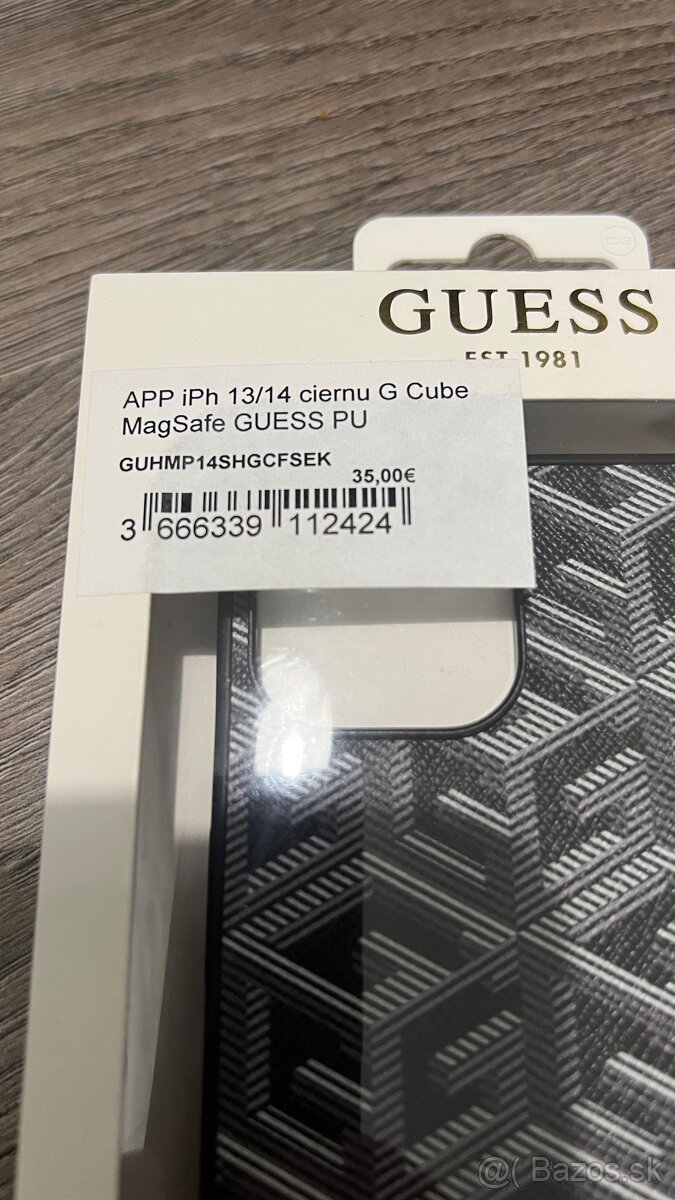 CG
GUESS
EST 1981
APP iPh 13/14 ciernu G Cube
MagSafe GUESS PU
GUHMP14SHGCFSEK
35,00€
3 666339 112424
@( Bazos.sk